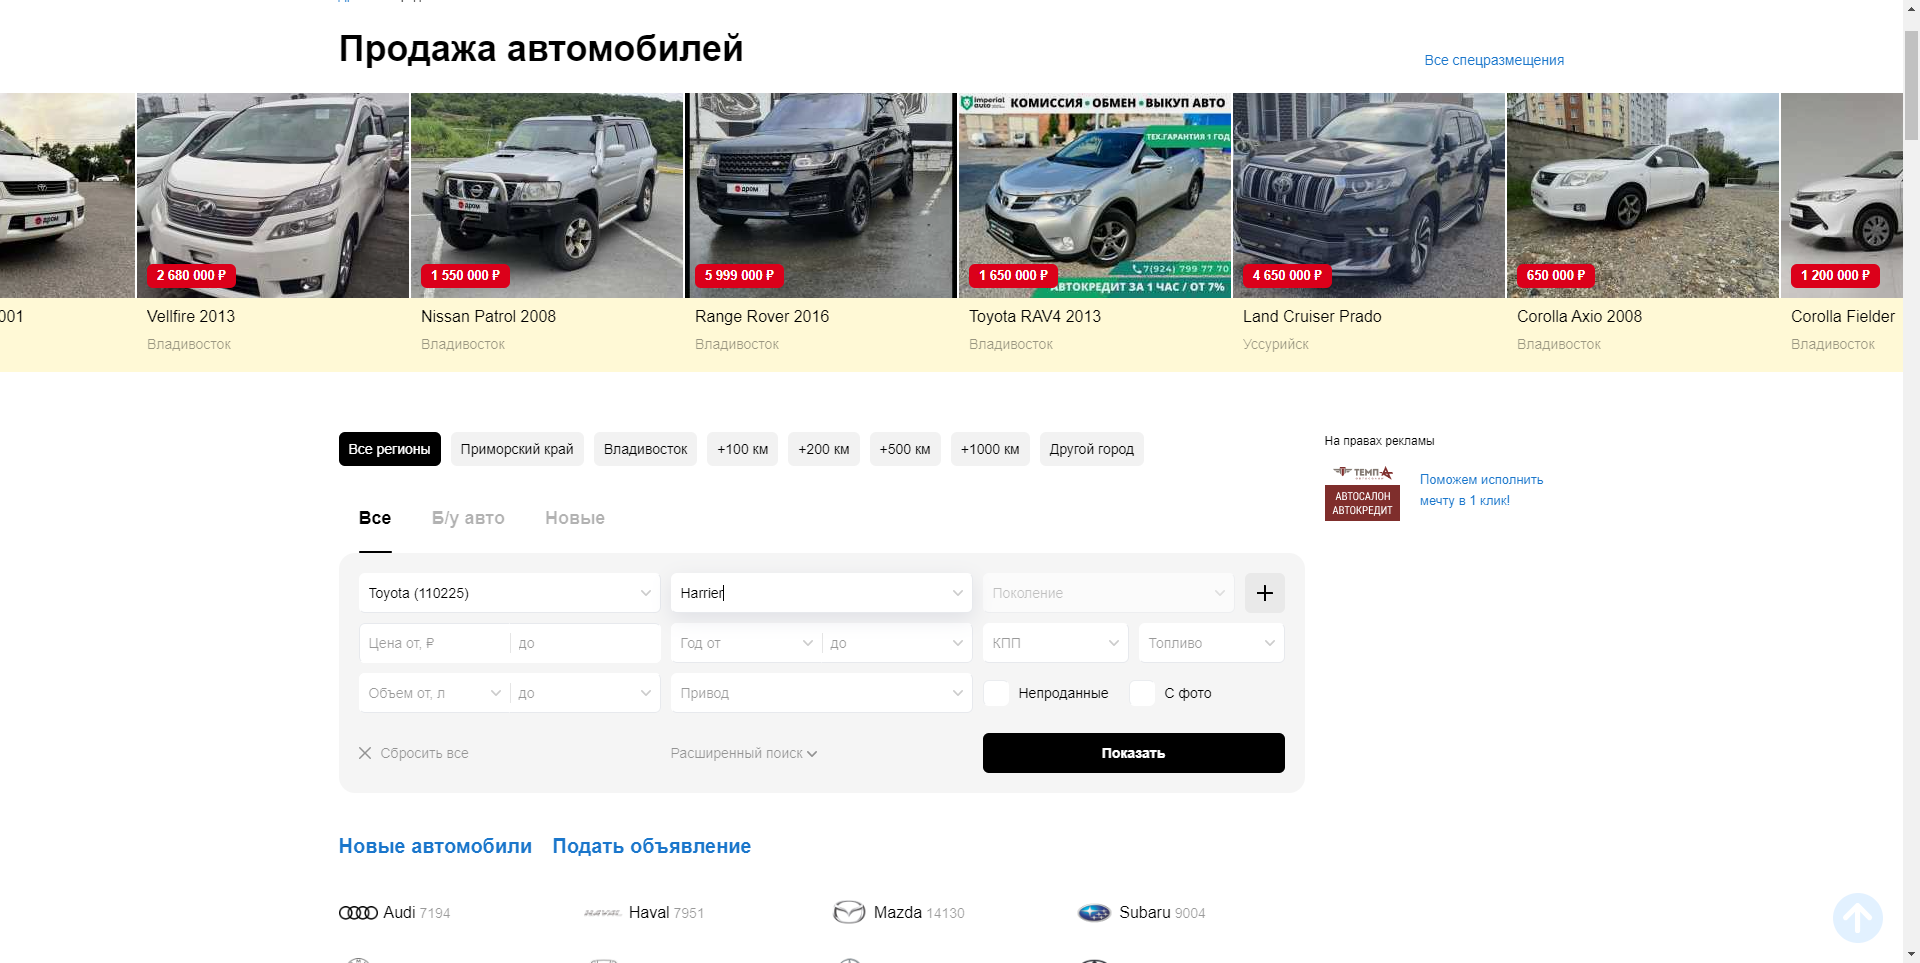 Продажа автомобилей
Все спецразмещения
imperial auto
КОМИССИЯ • ОБМЕН • ВЫКУП АВТО
ТЕХ.ГАРАНТИЯ 1 ГОД
дром
дром
дром
7(924) 799 77 70
АВТОКРЕДИТ ЗА 1 ЧАС / ОТ 7%
2 680 000 ₽
1 550 000 ₽
5 999 000 ₽
1 650 000 ₽
4 650 000 ₽
650 000 ₽
1 200 000 ₽
001
Vellfire 2013
Nissan Patrol 2008
Range Rover 2016
Toyota RAV4 2013
Land Cruiser Prado
Corolla Axio 2008
Corolla Fielder
Владивосток
Владивосток
Владивосток
Владивосток
Уссурийск
Владивосток
Владивосток
Все регионы
Приморский край
Владивосток
+100 км
+200 км
+500 км
+1000 км
Другой город
На правах рекламы
ТЕМП-А
АВТОСАЛОН
АВТОКРЕДИТ
Поможем исполнить
мечту в 1 клик!
Все
Б/у авто
Новые
Toyota (110225)
Harrier
Поколение
Цена от, ₽
до
Год от
до
КПП
Топливо
Объем от, л
до
Привод
Непроданные
С фото
Сбросить все
Расширенный поиск
Показать
Новые автомобили
Подать объявление
Audi 7194
HAVAL Haval 7951
Mazda 14130
Subaru 9004